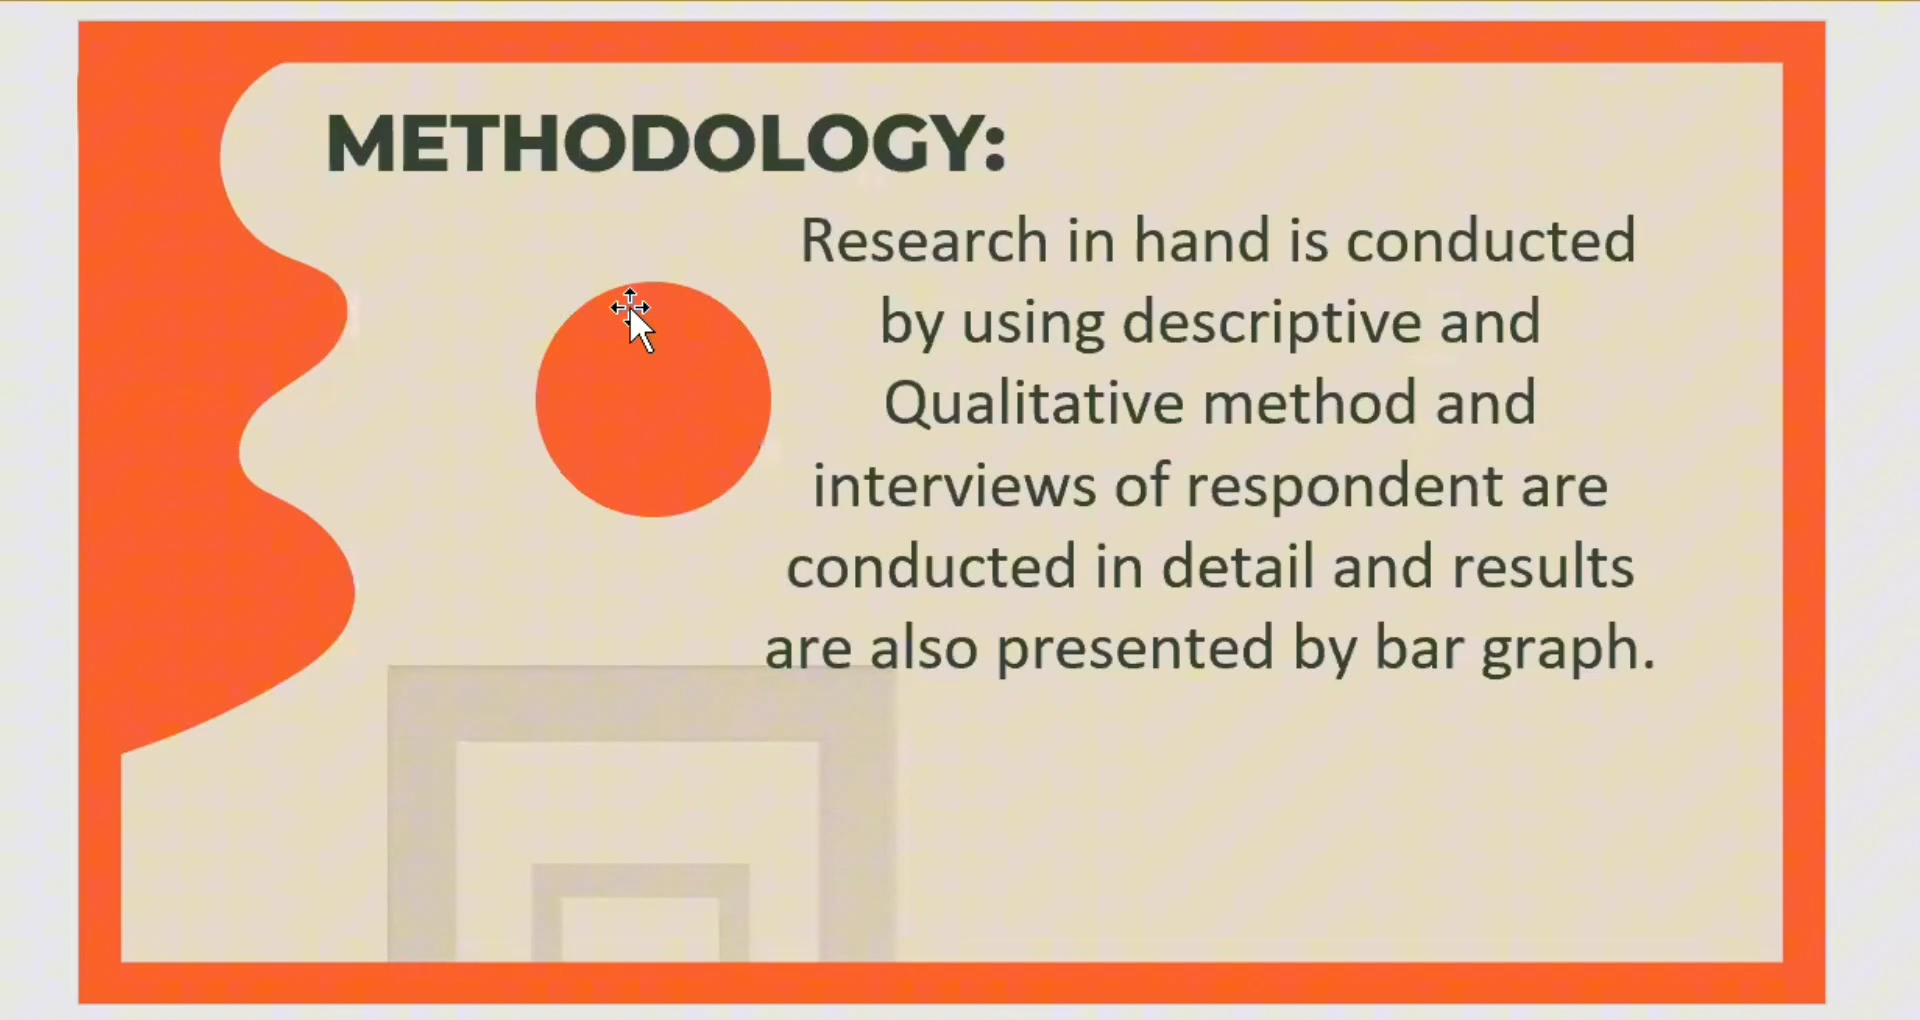 METHODOLOGY:
Research in hand is conducted
by using descriptive and
Qualitative method and
interviews of respondent are
conducted in detail and results
are also presented by bar graph.